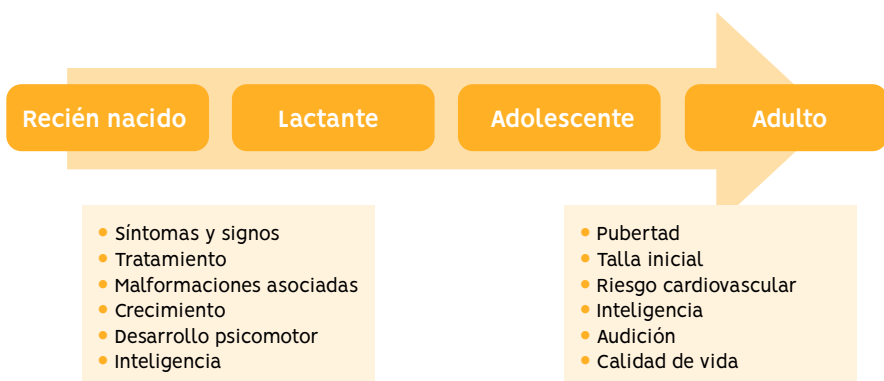 Recién nacido
Lactante
Adolescente
Adulto
• Síntomas y signos
• Tratamiento
• Malformaciones asociadas
• Crecimiento
• Desarrollo psicomotor
• Inteligencia
• Pubertad
• Talla inicial
• Riesgo cardiovascular
• Inteligencia
• Audición
• Calidad de vida